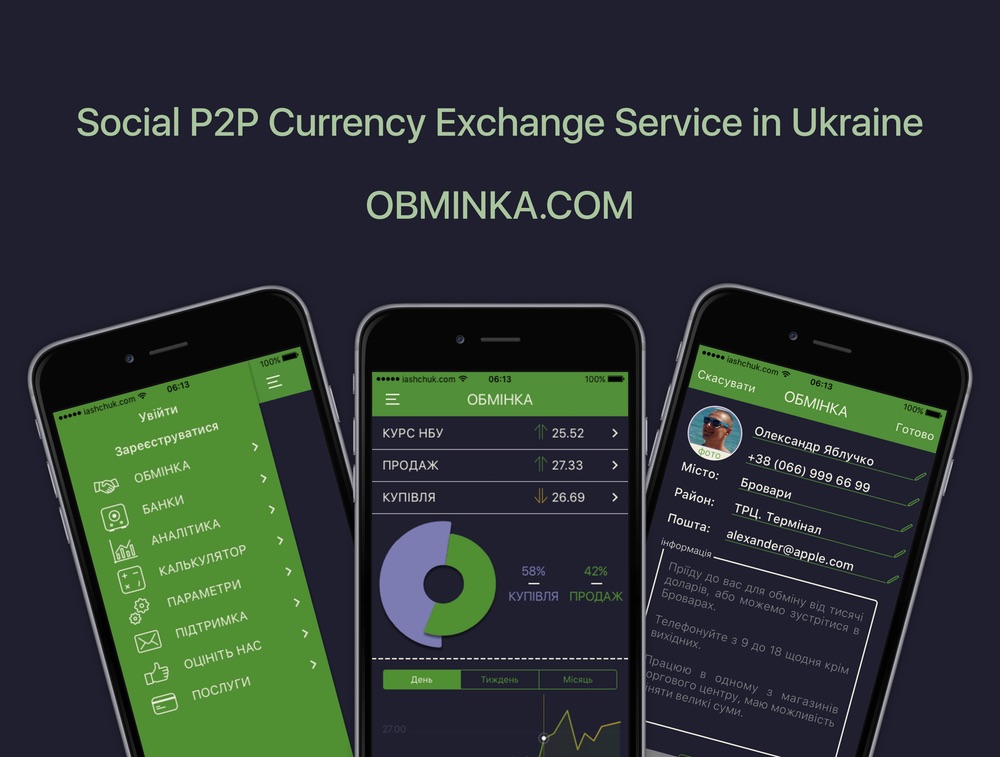 Social P2P Currency Exchange Service in Ukraine
OBMINKA.COM
iashchuk.com
06:13
100%
Увійти
Зареєструватися
ОБМІНКА
БАНКИ
АНАЛІТИКА
КАЛЬКУЛЯТОР
ПАРАМЕТРИ
ПІДТРИМКА
ОЦІНІТЬ НАС
ПОСЛУГИ
iashchuk.com 06:13 100%
ОБМІНКА
КУРС НБУ 25.52
ПРОДАЖ 27.33
КУПІВЛЯ 26.69
58% 42%
КУПІВЛЯ ПРОДАЖ
День Тиждень Місяць
27.00
iashchuk.com 06:13 100%
Скасувати ОБМІНКА Готово
фото
Олександр Яблучко
+38 (066) 999 66 99
Місто: Бровари
Район: ТРЦ. Термінал
Пошта: alexander@apple.com
інформація
Приїду до вас для обміну від тисячі
доларів, або можемо зустрітися в
Броварах.
Телефонуйте з 9 до 18 щодня крім
вихідних.
Працюю в одному з магазинів
торгового центру, маю можливість
великі суми.